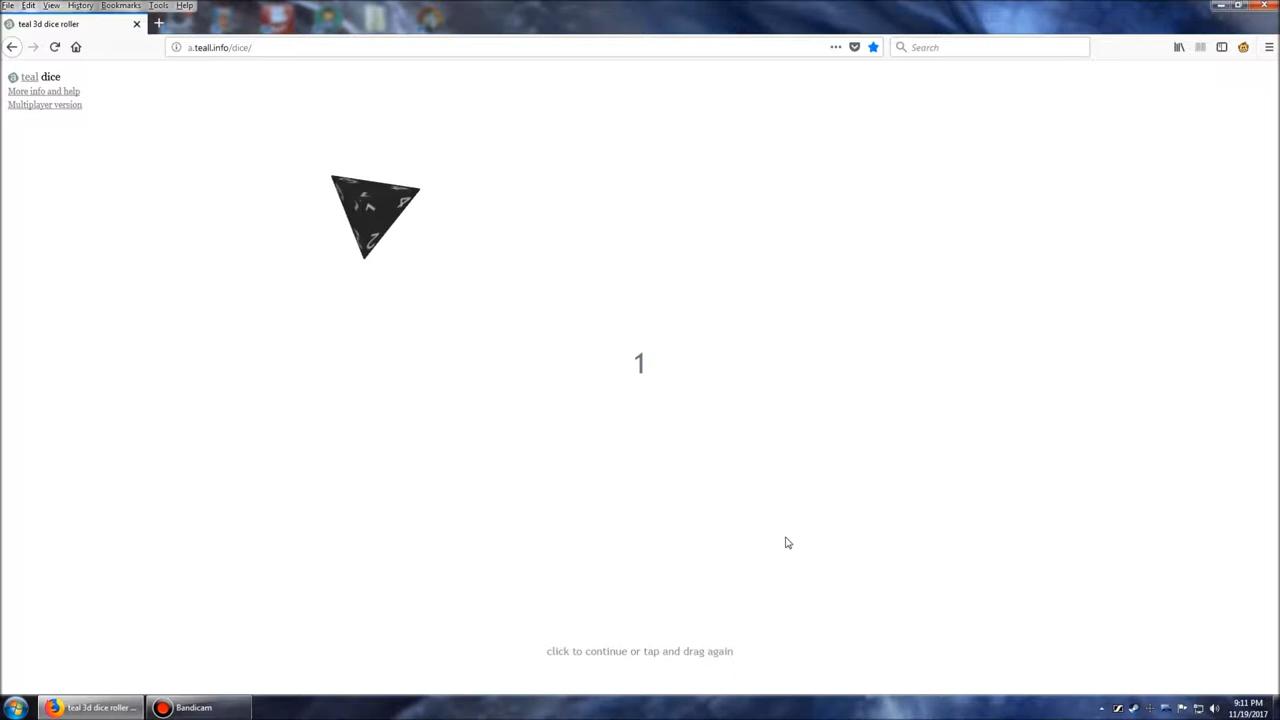 File Edit View History Bookmarks Tools Help
teal 3d dice roller
a.teall.info/dice/
Search
teal dice
More info and help
Multiplayer version
1
click to continue or tap and drag again
teal 3d dice roller ...
Bandicam
9:11 PM
11/19/2017